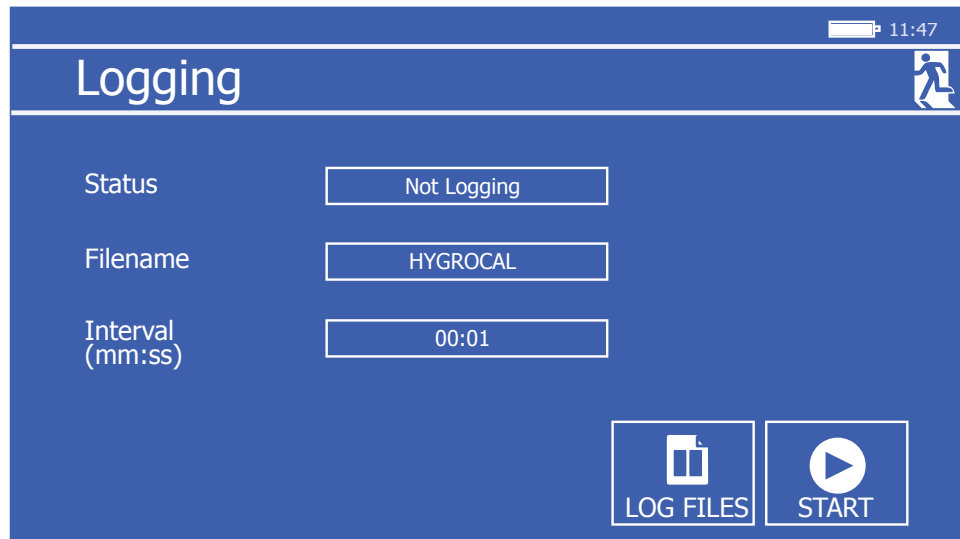 11:47
Logging
Status
Not Logging
Filename
HYGROCAL
Interval
(mm:ss)
00:01
LOG FILES
START